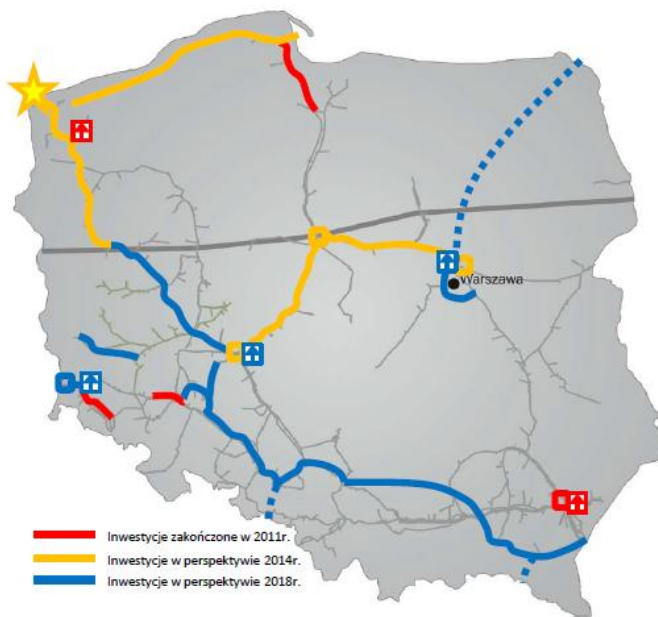 Warszawa
Inwestycje zakończone w 2011r.
Inwestycje w perspektywie 2014r.
Inwestycje w perspektywie 2018r.